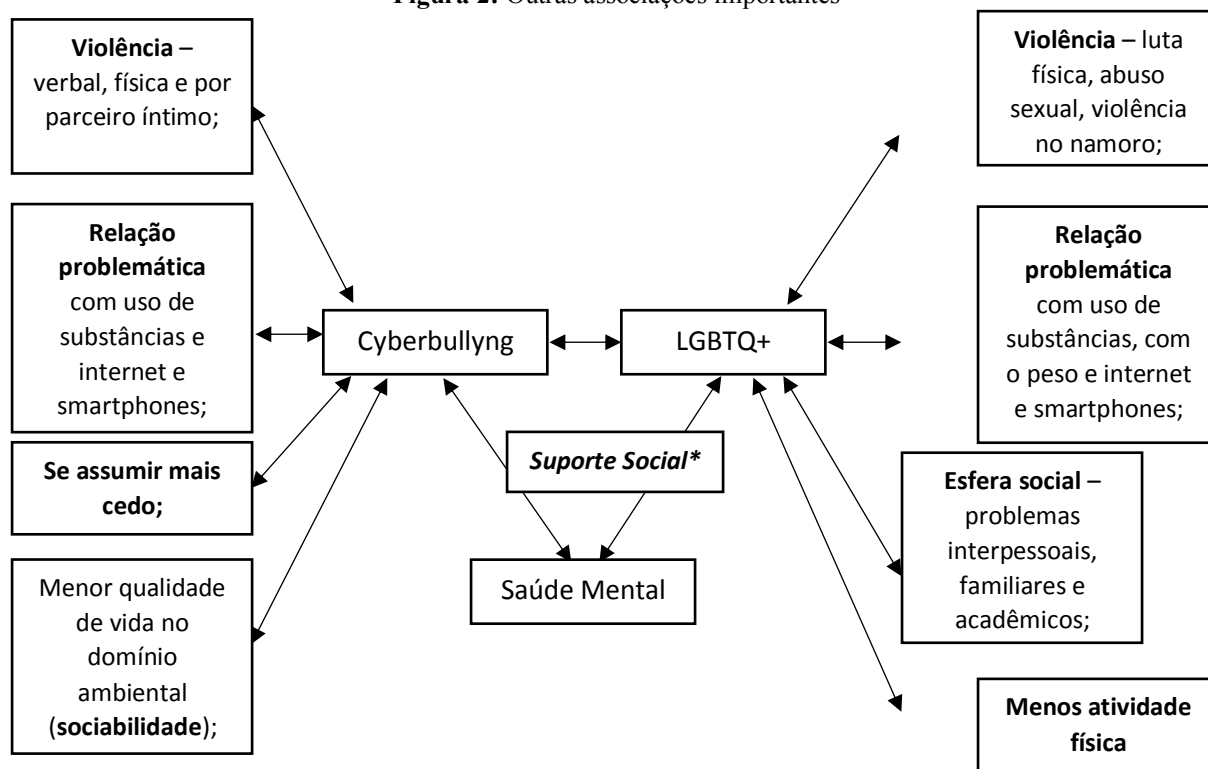 Figura 2: Outras associações importantes
Violência –
verbal, física e por
parceiro íntimo;
Relação
problemática
com uso de
substâncias e
internet e
smartphones;
Se assumir mais
cedo;
Menor qualidade
de vida no
domínio
ambiental
(sociabilidade);
Cyberbullyng
LGBTQ+
Suporte Social*
Saúde Mental
Violência – luta
física, abuso
sexual, violência
no namoro;
Relação
problemática
com uso de
substâncias, com
o peso e internet
e smartphones;
Esfera social –
problemas
interpessoais,
familiares e
acadêmicos;
Menos atividade
física